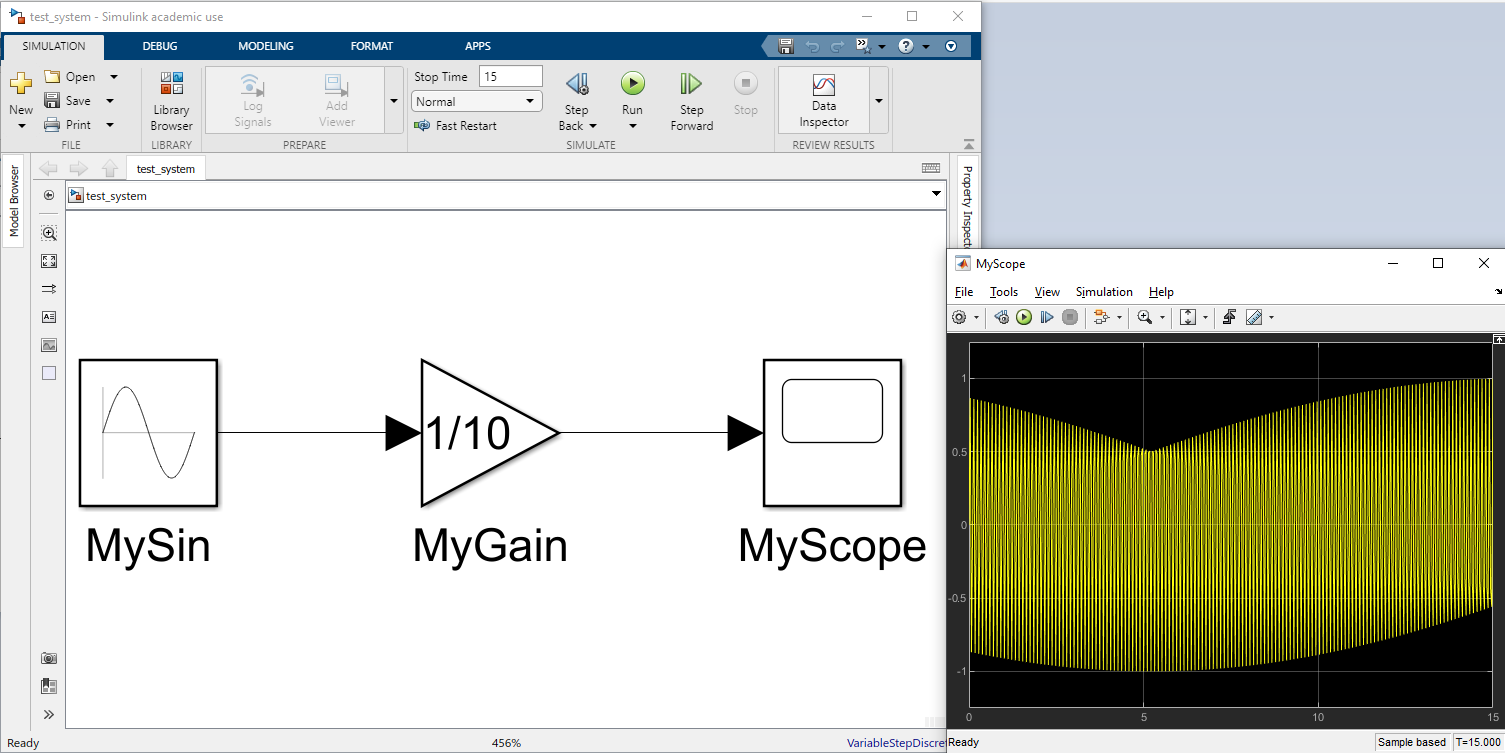 test_system - Simulink academic use
SIMULATION DEBUG MODELING FORMAT APPS
New
Open
Save
Print
FILE
Library
Browser
LIBRARY
Log
Signals
Add
Viewer
PREPARE
Stop Time 15
Normal
Fast Restart
Step
Back
Run
Step
Forward
Stop
SIMULATE
Data
Inspector
REVIEW RESULTS
Model Browser
test_system
test_system
Property Inspecto
1/10
MySin
MyGain
MyScope
Ready 456% VariableStepDiscre
MyScope
File Tools View Simulation Help
1
0.5
0
-0.5
-1
0 5 10 15
Ready Sample based T=15.000